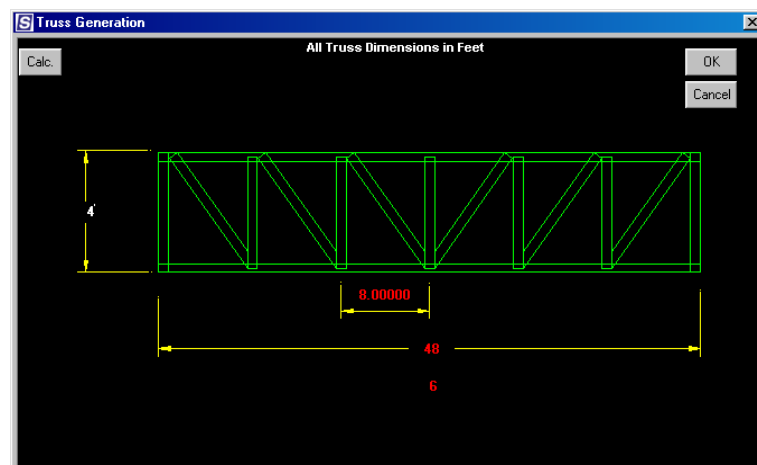 S Truss Generation
All Truss Dimensions in Feet
Calc.
OK
Cancel
4'
8.00000
48
6